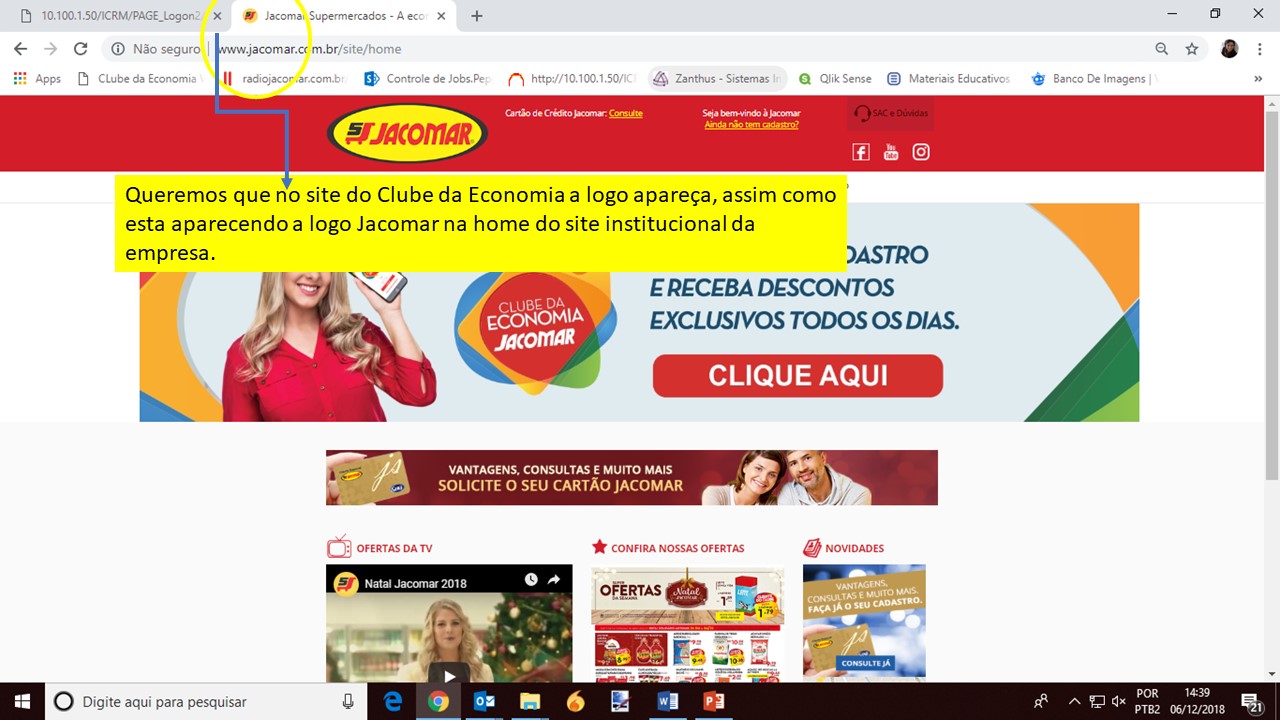 10.100.1.50/ICRM/PAGE_Logon2
Jacomar Supermercados - A econ
Não seguro | www.jacomar.com.br/site/home
Apps
CLube da Economia
radiojacomar.com.br
Controle de Jobs.Pep
http://10.100.1.50/ICR
Zanthus - Sistemas In
Qlik Sense
Materiais Educativos
Banco De Imagens |
»
JACOMAR
Cartão de Crédito Jacomar: Consulte
Seja bem-vindo à Jacomar
Ainda não tem cadastro?
SAC e Dúvidas
You
Tube
Queremos que no site do Clube da Economia a logo apareça, assim como
esta aparecendo a logo Jacomar na home do site institucional da
empresa.
DASTRO
E RECEBA DESCONTOS
EXCLUSIVOS TODOS OS DIAS.
CLIQUE AQUI
CLUBE DA
ECONOMIA
JACOMAR
VANTAGENS, CONSULTAS E MUITO MAIS
SOLICITE O SEU CARTÃO JACOMAR
OFERTAS DA TV
Natal Jacomar 2018
CONFIRA NOSSAS OFERTAS
SUPER
OFERTAS
DA SEMANA
Natal
JACOMAR
NOVIDADES
VANTAGENS,
CONSULTAS E MUITO MAIS.
FAÇA JÁ O SEU CADASTRO.
CONSULTE JÁ
Digite aqui para pesquisar
POR
PTB2
14:39
06/12/2018
21